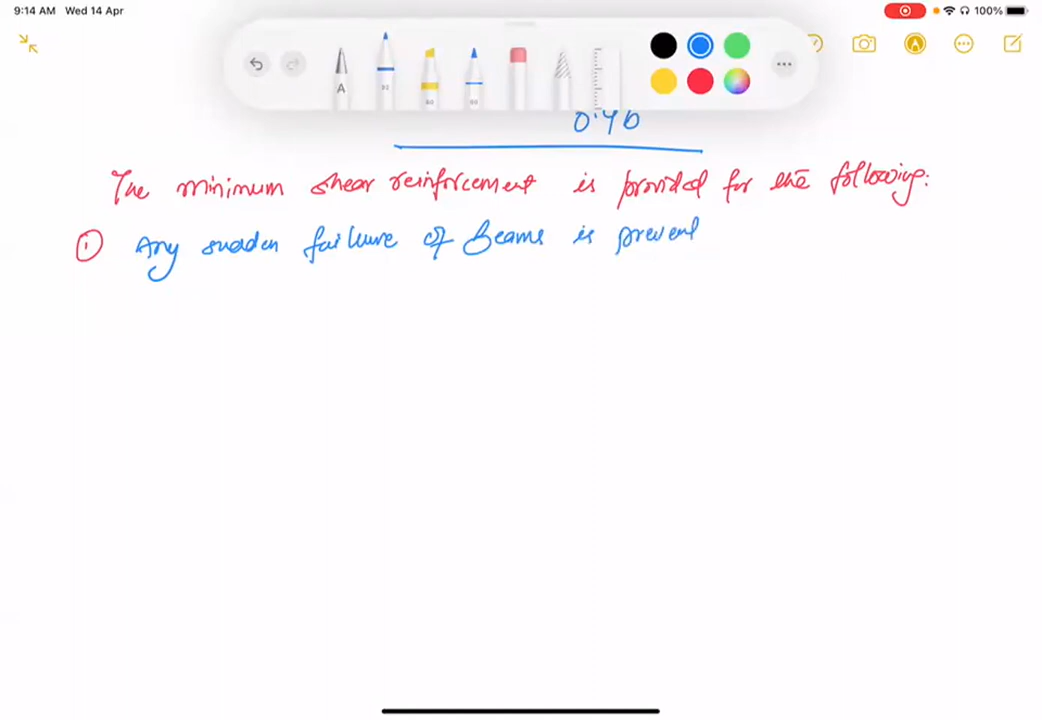 9:14 AM Wed 14 Apr
100%
A
0.4b
The minimum shear reinforcement is provided for the following:
① Any sudden failure of beams is prevent